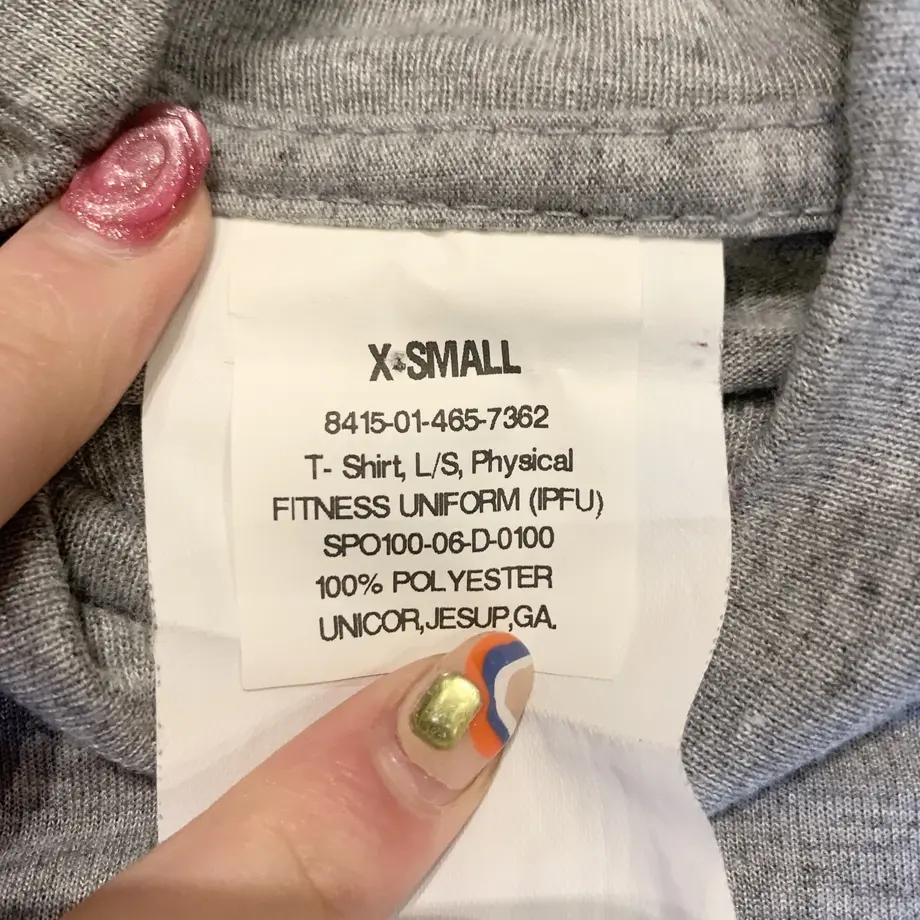 X-SMALL
8415-01-465-7362
T- Shirt, L/S, Physical
FITNESS UNIFORM (IPFU)
SPO100-06-D-0100
100% POLYESTER
UNICOR,JESUP,GA.